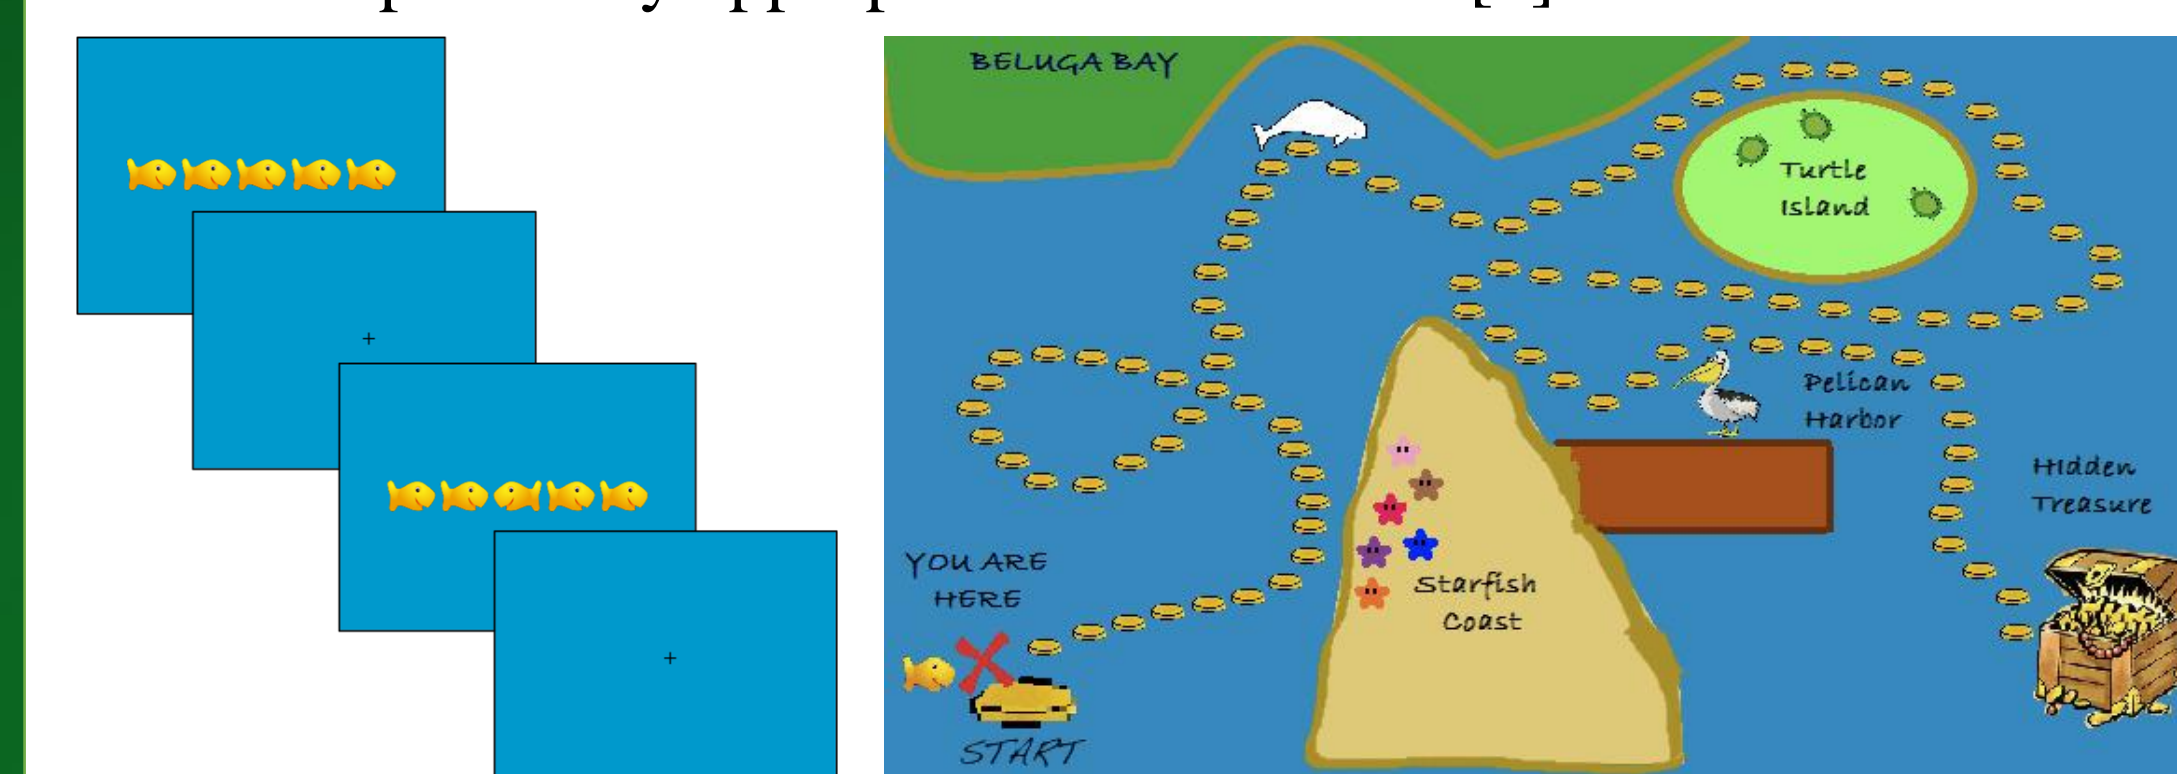 BELUGA BAY
Turtle
Island
Pelican
Harbor
HIdden
Treasure
YOU ARE
HERE
Starfish
Coast
START
+
+